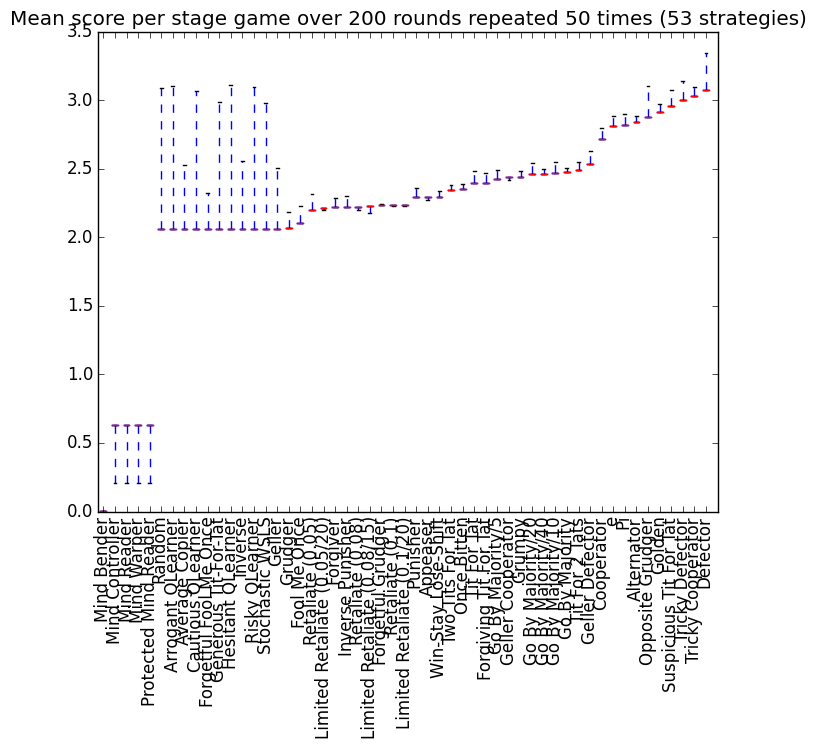 Mean score per stage game over 200 rounds repeated 50 times (53 strategies)
3.5
3.0
2.5
2.0
1.5
1.0
0.5
0.0
Mind Bender
Mind Controller
Mind Reader
Mind Warper
Protected Mind Reader
Random
Arrogant QLearner
Average Copier
Cautious QLearner
Forgetful Fool Me Once
Generous Tit-For-Tat
Hesitant QLearner
Inverse
Risky QLearner
Stochastic WSLS
Geller
Grudger
Fool Me Once
Retaliate (0.05)
Limited Retaliate (0.05/20)
Forgiver
Inverse Punisher
Retaliate (0.08)
Limited Retaliate (0.08/15)
Forgetful Grudger
Retaliate (0.1)
Limited Retaliate (0.1/20)
Punisher
Appeaser
Win-Stay Lose-Shift
Two Tits For Tat
Once Bitten
Tit For Tat
Forgiving Tit For Tat
Go By Majority/5
Geller Cooperator
Grumpy
Go By Majority/20
Go By Majority/40
Go By Majority/10
Go By Majority
Tit For 2 Tats
Geller Defector
Cooperator
e
Pi
Alternator
Opposite Grudger
Golden
Suspicious Tit For Tat
Tricky Defector
Tricky Cooperator
Defector